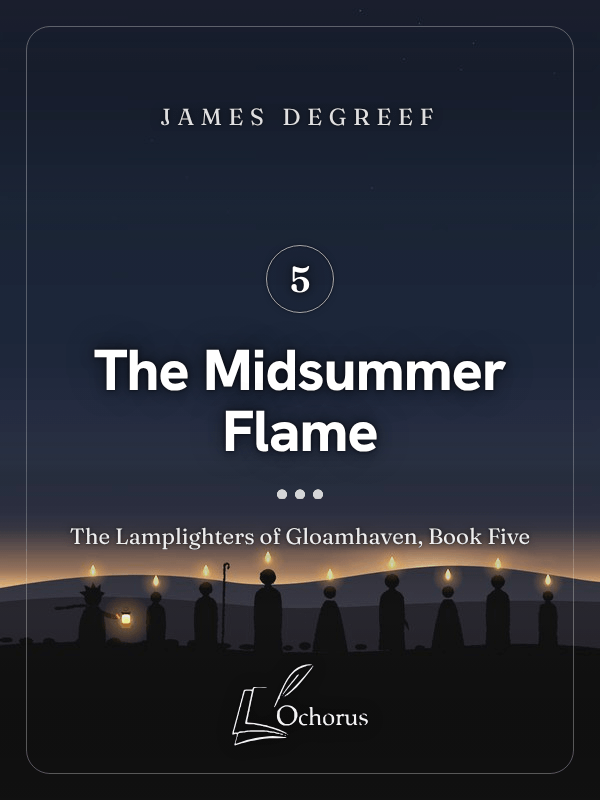 JAMES DEGREEF
5
The Midsummer
Flame
The Lamplighters of Gloamhaven, Book Five
Ochorus